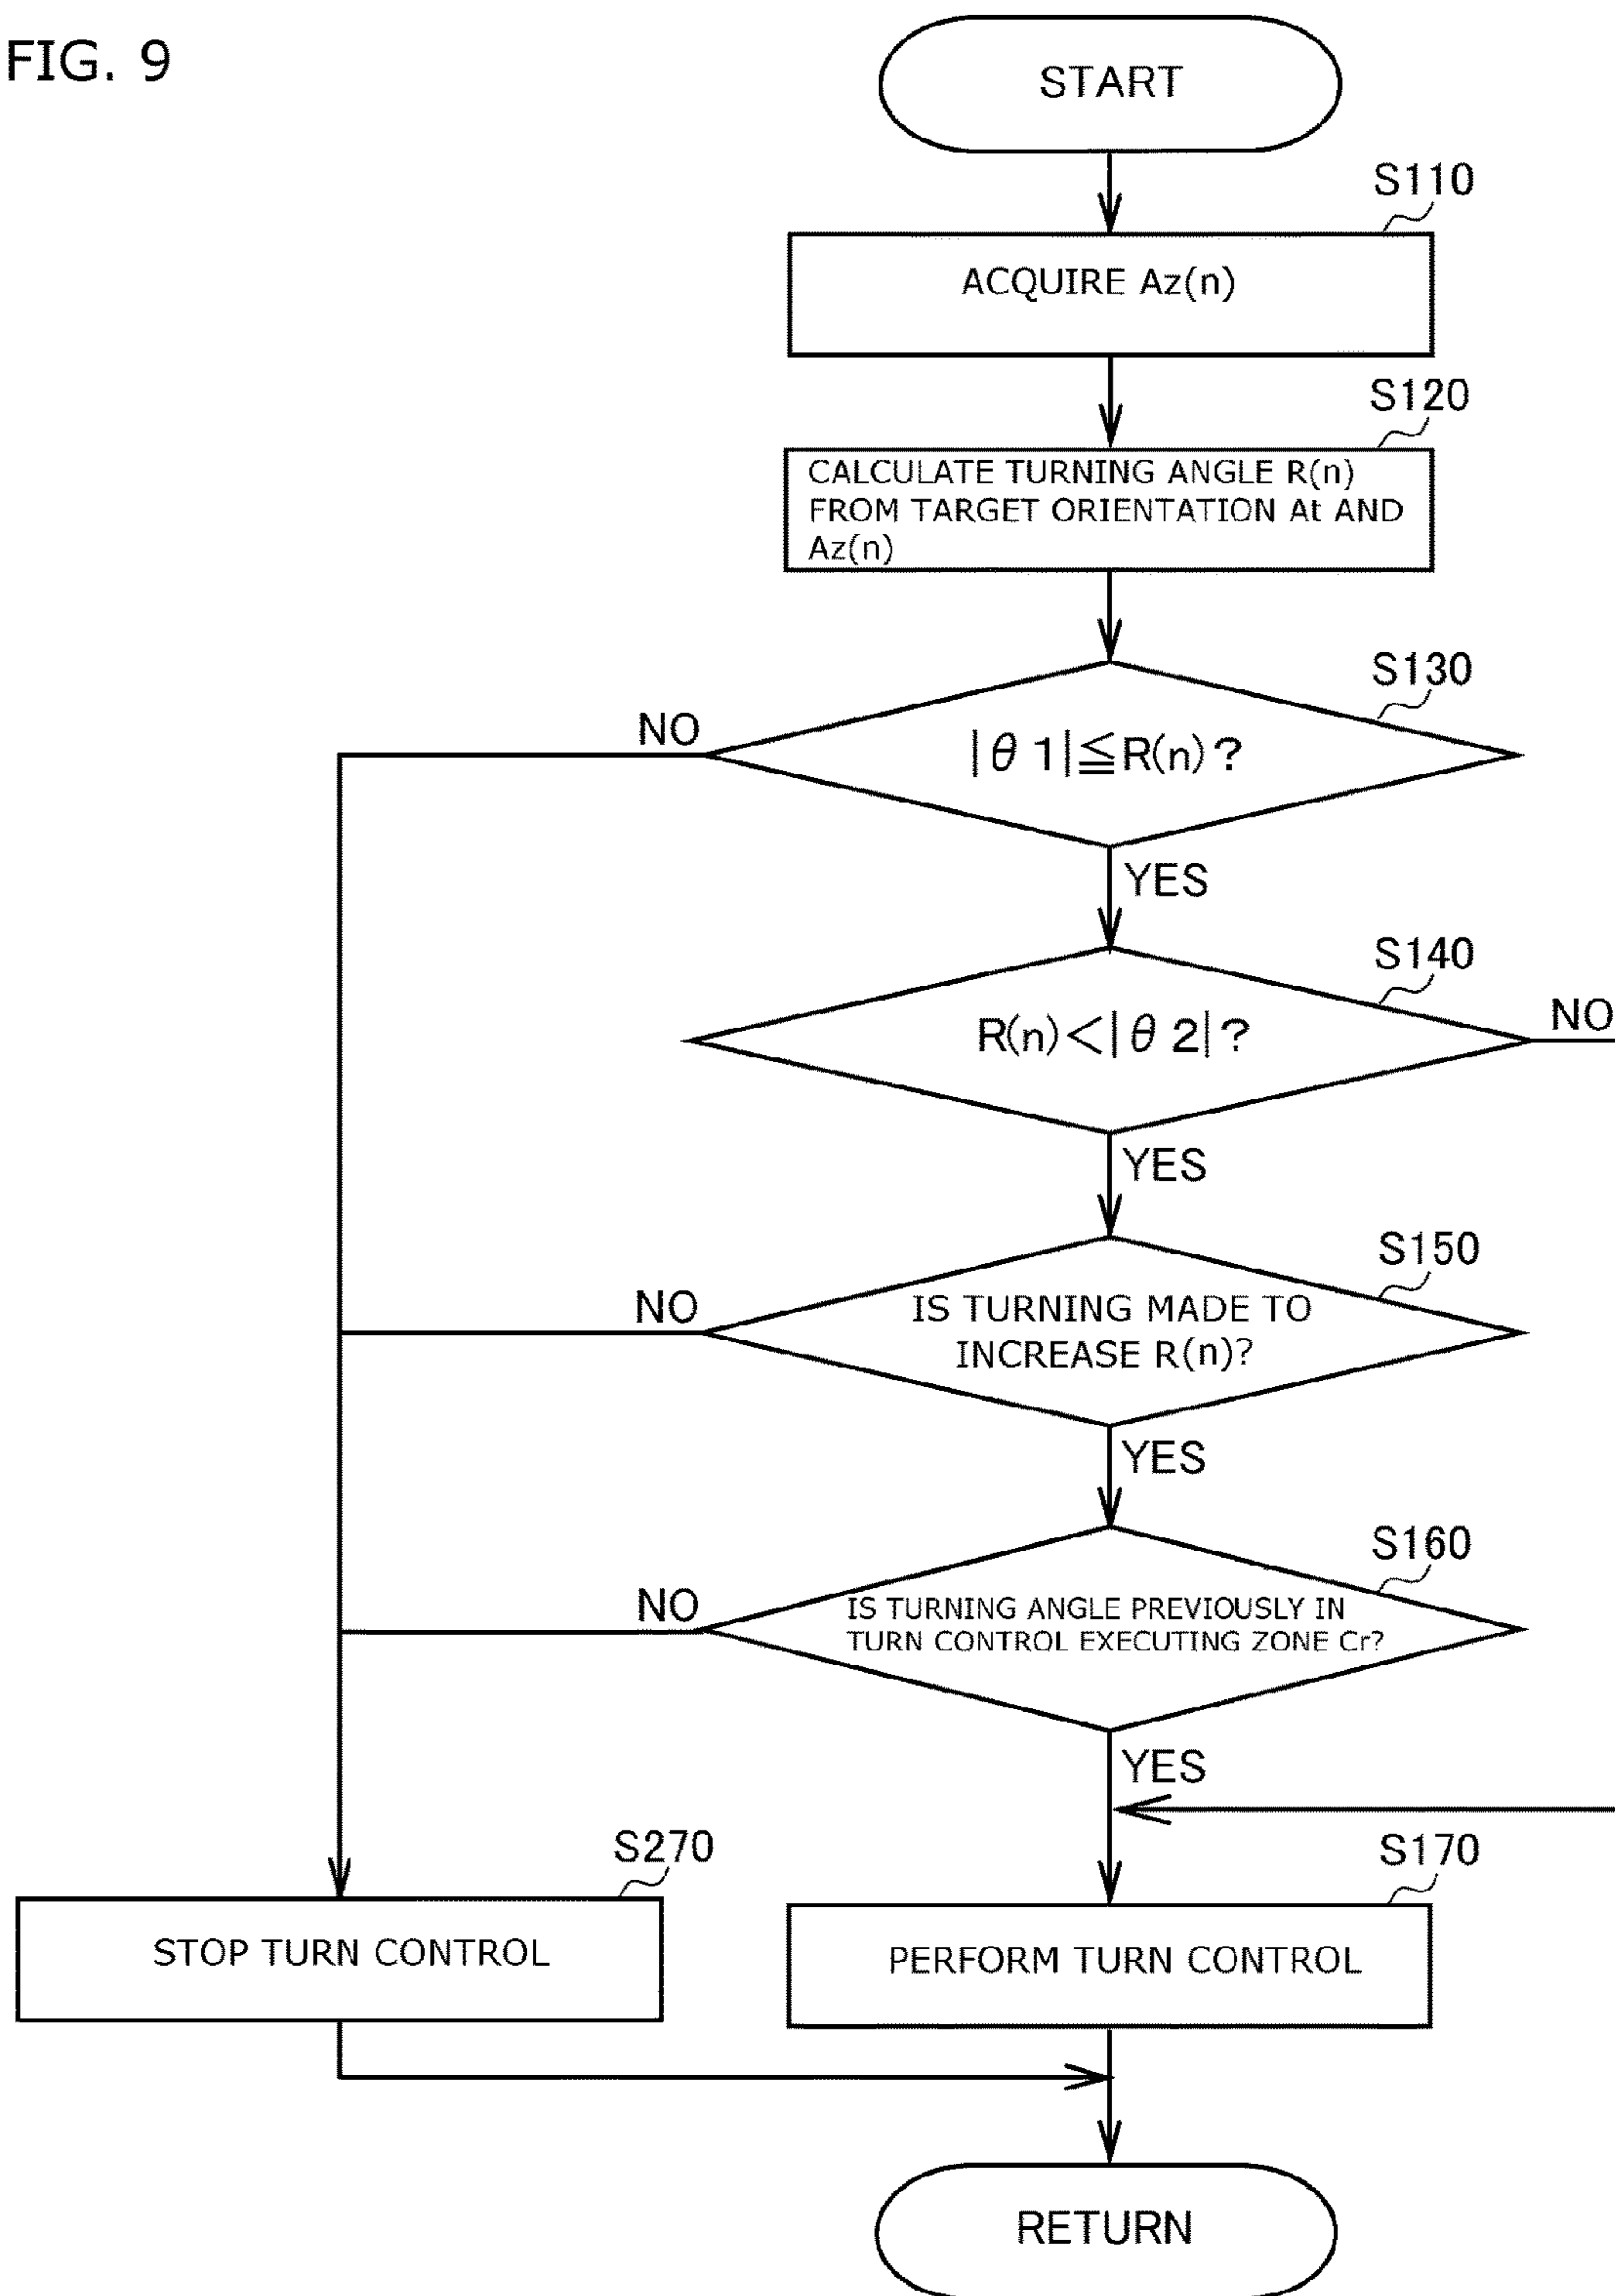 FIG. 9
START
S110
ACQUIRE Az(n)
S120
CALCULATE TURNING ANGLE R(n)
FROM TARGET ORIENTATION At AND
Az(n)
S130
NO
|θ 1|≦R(n)?
YES
S140
NO
R(n)<|θ 2|?
YES
S150
NO
IS TURNING MADE TO
INCREASE R(n)?
YES
S160
NO
IS TURNING ANGLE PREVIOUSLY IN
TURN CONTROL EXECUTING ZONE Cr?
YES
S270
S170
STOP TURN CONTROL
PERFORM TURN CONTROL
RETURN